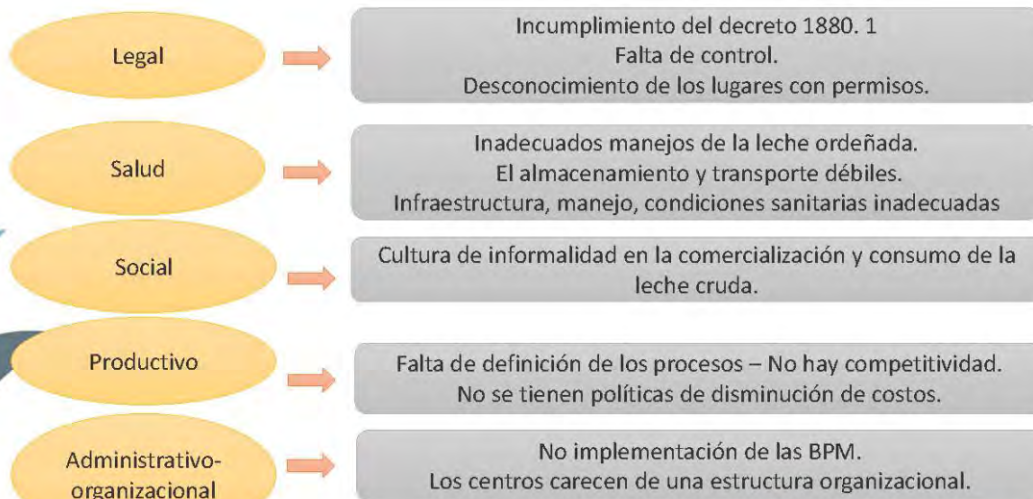 Legal
Incumplimiento del decreto 1880. 1
Falta de control.
Desconocimiento de los lugares con permisos.
Salud
Inadecuados manejos de la leche ordeñada.
El almacenamiento y transporte débiles.
Infraestructura, manejo, condiciones sanitarias inadecuadas
Social
Cultura de informalidad en la comercialización y consumo de la
leche cruda.
Productivo
Falta de definición de los procesos – No hay competitividad.
No se tienen políticas de disminución de costos.
Administrativo-
organizacional
No implementación de las BPM.
Los centros carecen de una estructura organizacional.